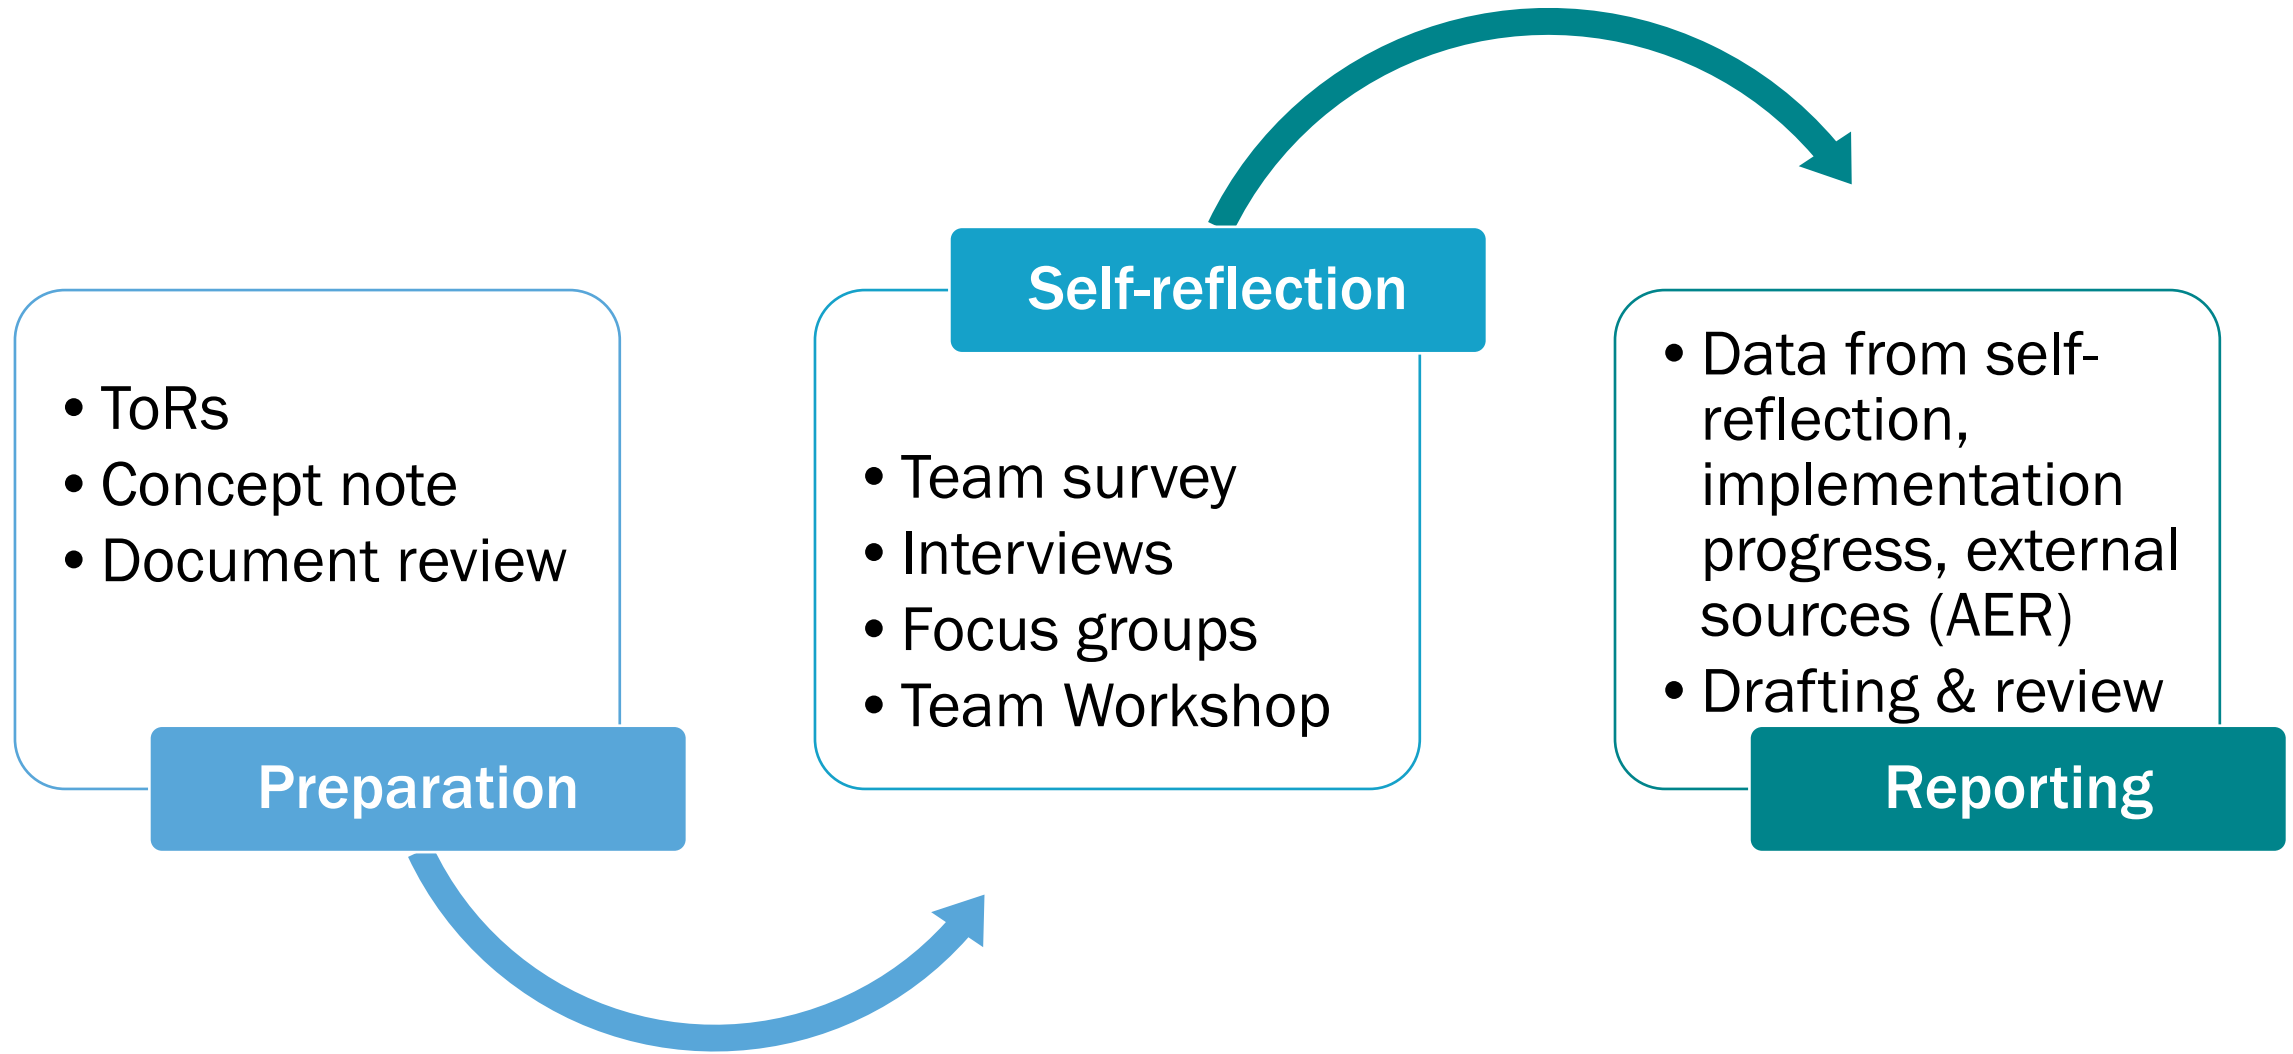 • ToRs
• Concept note
• Document review
Preparation
Self-reflection
• Team survey
• Interviews
• Focus groups
• Team Workshop
• Data from self-
reflection,
implementation
progress, external
sources (AER)
• Drafting & review
Reporting